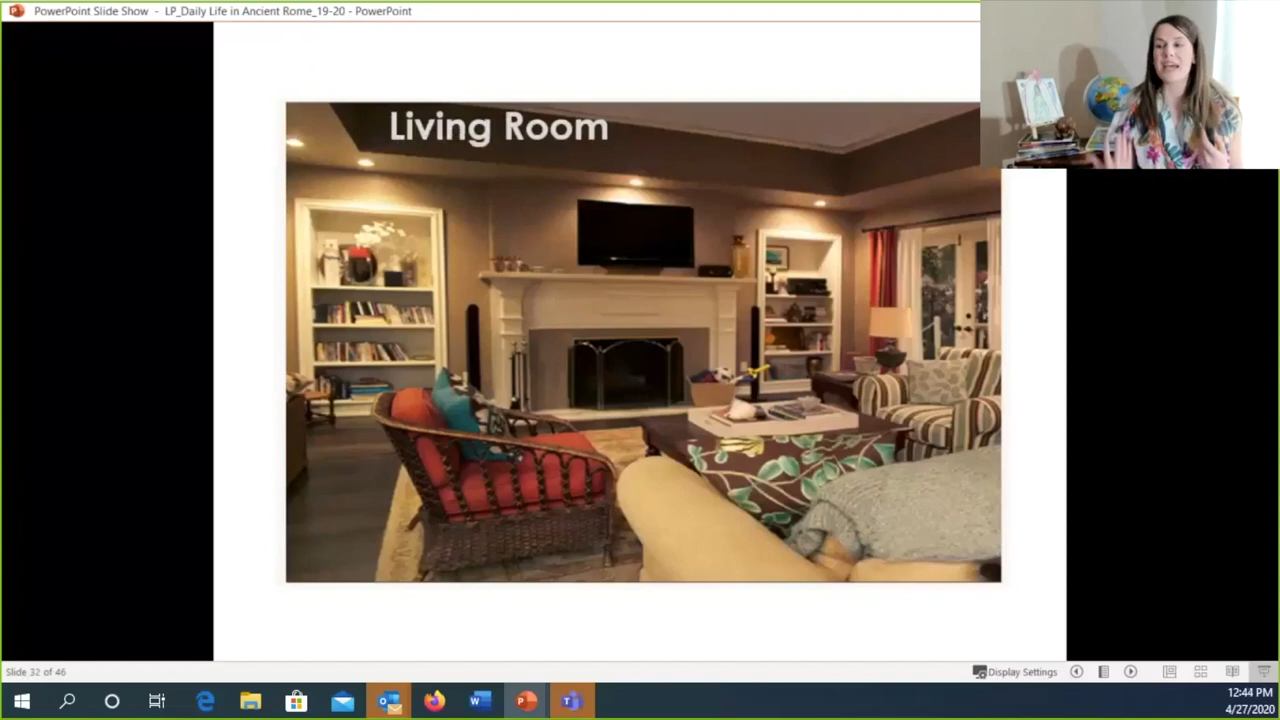 PowerPoint Slide Show - LP_Daily Life in Ancient Rome_19-20 - PowerPoint
Living Room
Slide 32 of 46
Display Settings
12:44 PM
4/27/2020